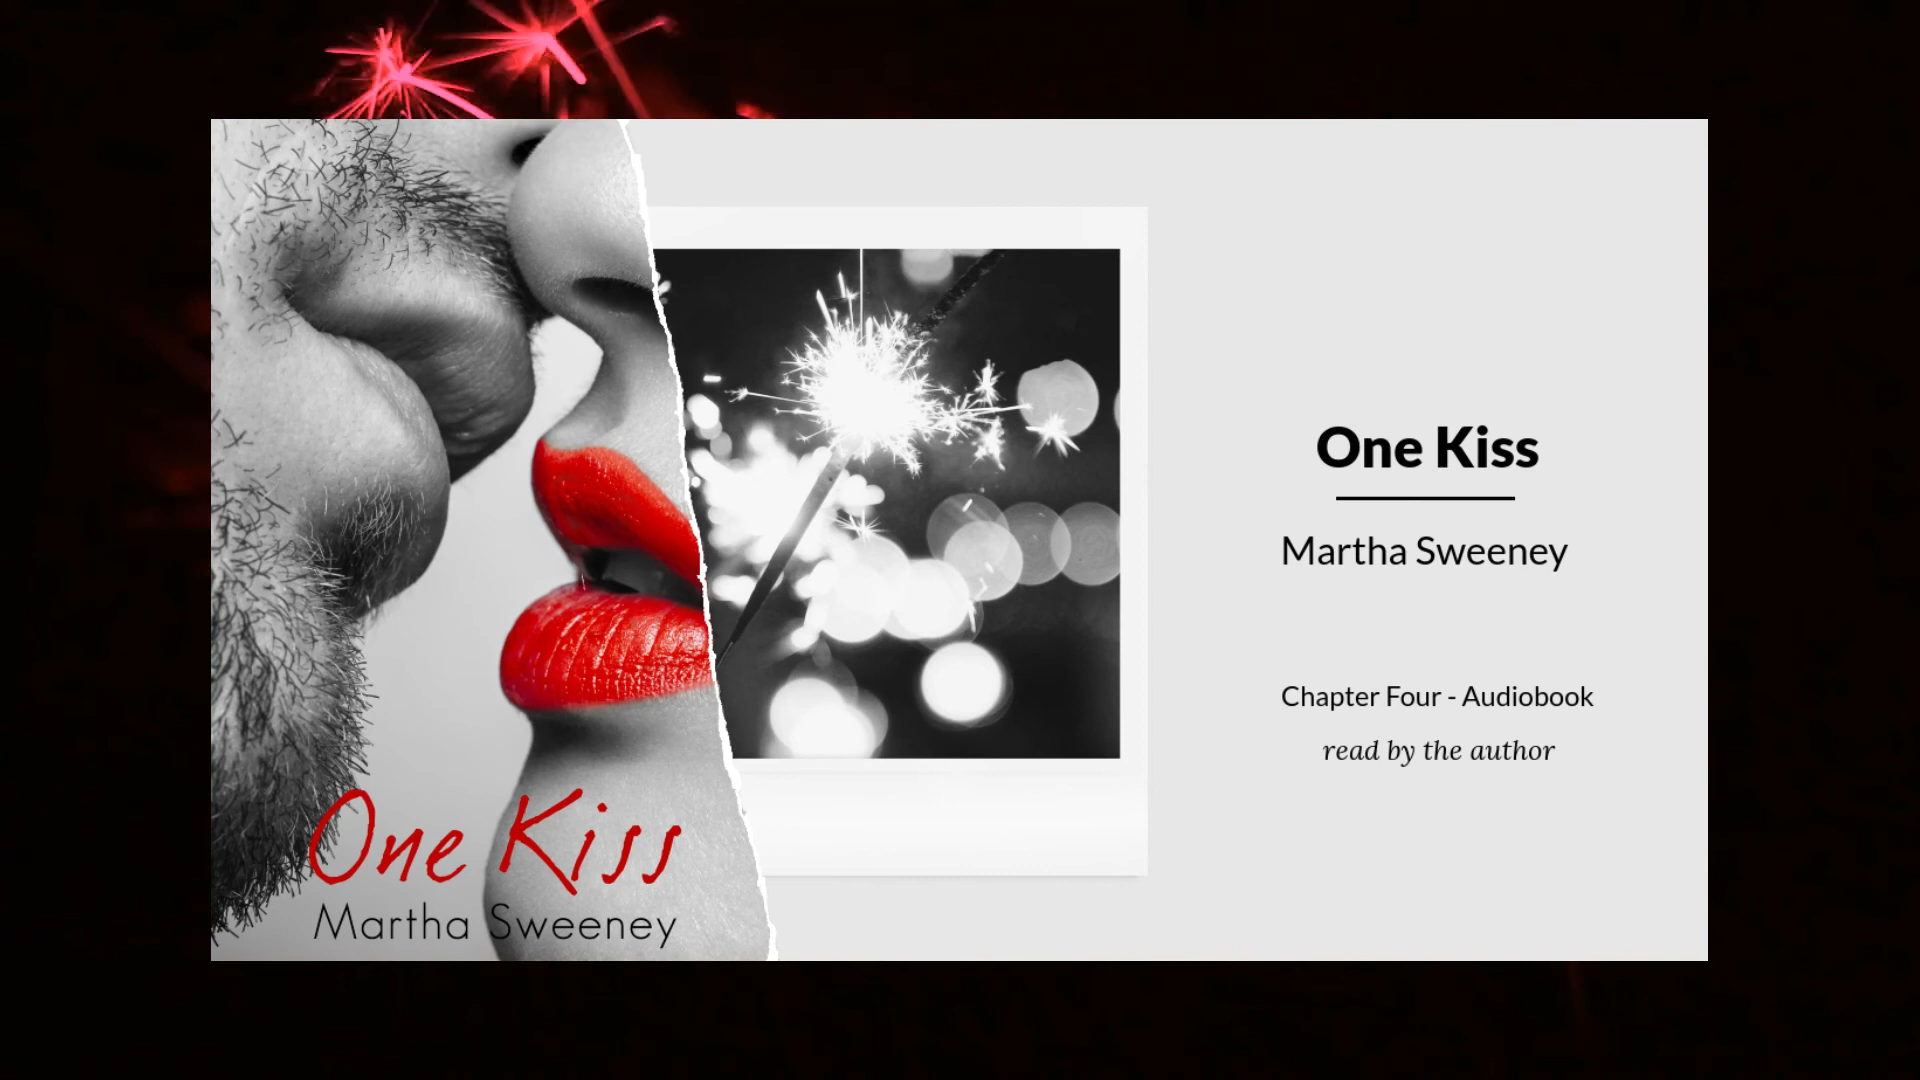 One Kiss
Martha Sweeney
One Kiss
Martha Sweeney
Chapter Four - Audiobook
read by the author